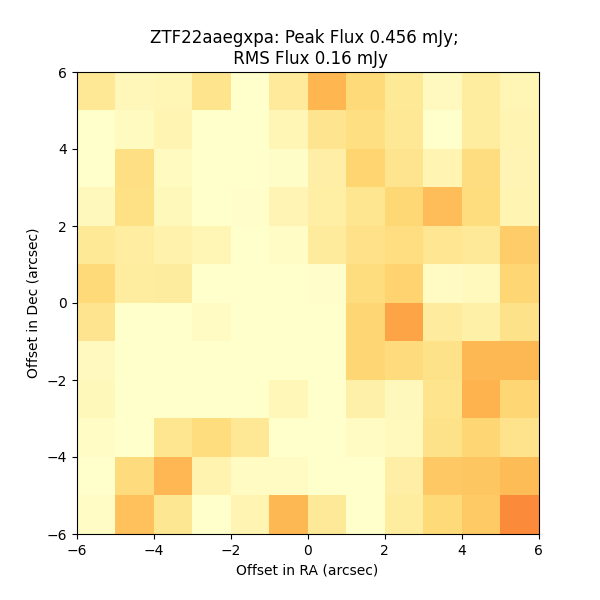 ZTF22aaegxpa: Peak Flux 0.456 mJy;
RMS Flux 0.16 mJy
6
4
2
0
−2
−4
−6
Offset in Dec (arcsec)
−6 −4 −2 0 2 4 6
Offset in RA (arcsec)